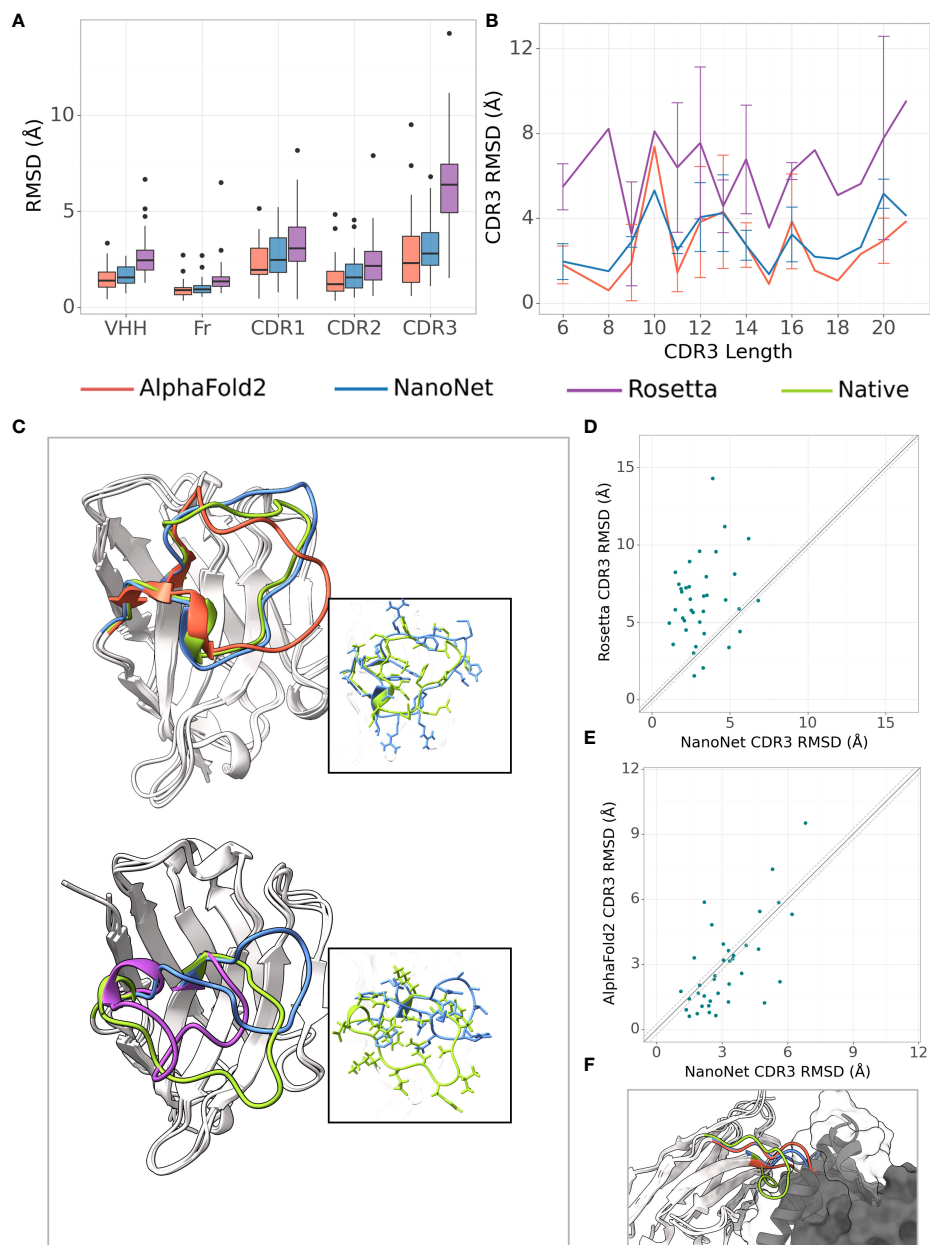 A
RMSD (Å)
10
5
0
VHH Fr CDR1 CDR2 CDR3
B
CDR3 RMSD (Å)
12
8
4
0
6 8 10 12 14 16 18 20
CDR3 Length
AlphaFold2 NanoNet Rosetta Native
C
D
Rosetta CDR3 RMSD (Å)
15
10
5
0
0 5 10 15
NanoNet CDR3 RMSD (Å)
E
AlphaFold2 CDR3 RMSD (Å)
12
9
6
3
0
0 3 6 9 12
NanoNet CDR3 RMSD (Å)
F